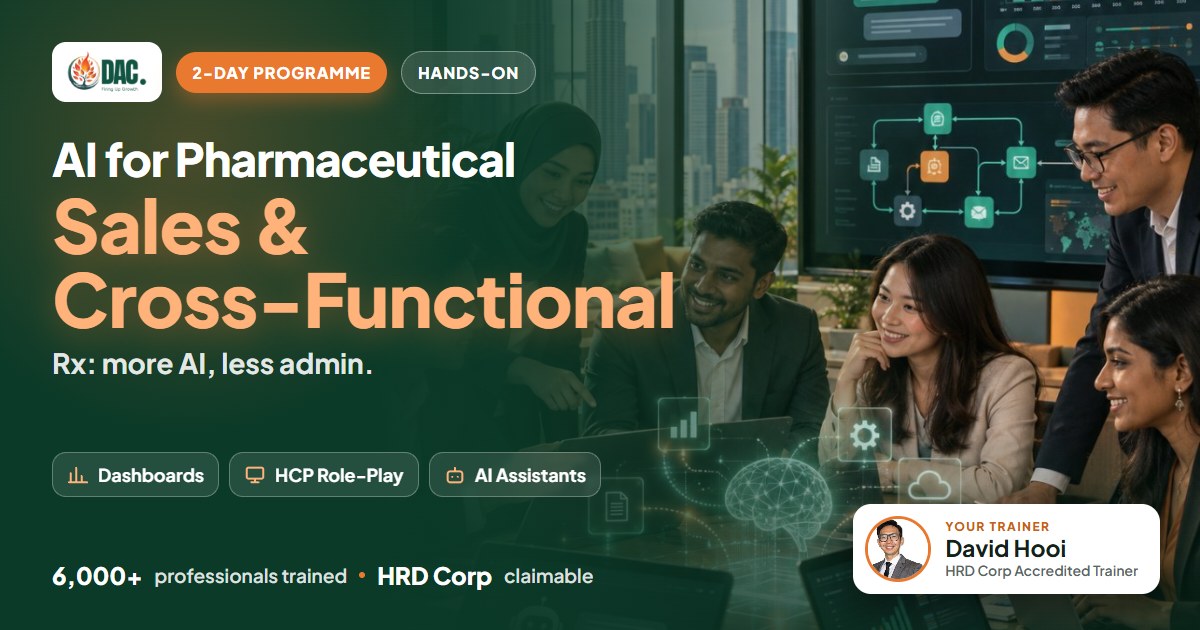 DAC.
Firing Up Growth
2-DAY PROGRAMME
HANDS-ON
AI for Pharmaceutical
Sales &
Cross-Functional
Rx: more AI, less admin.
Dashboards
HCP Role-Play
AI Assistants
6,000+ professionals trained • HRD Corp claimable
YOUR TRAINER
David Hooi
HRD Corp Accredited Trainer